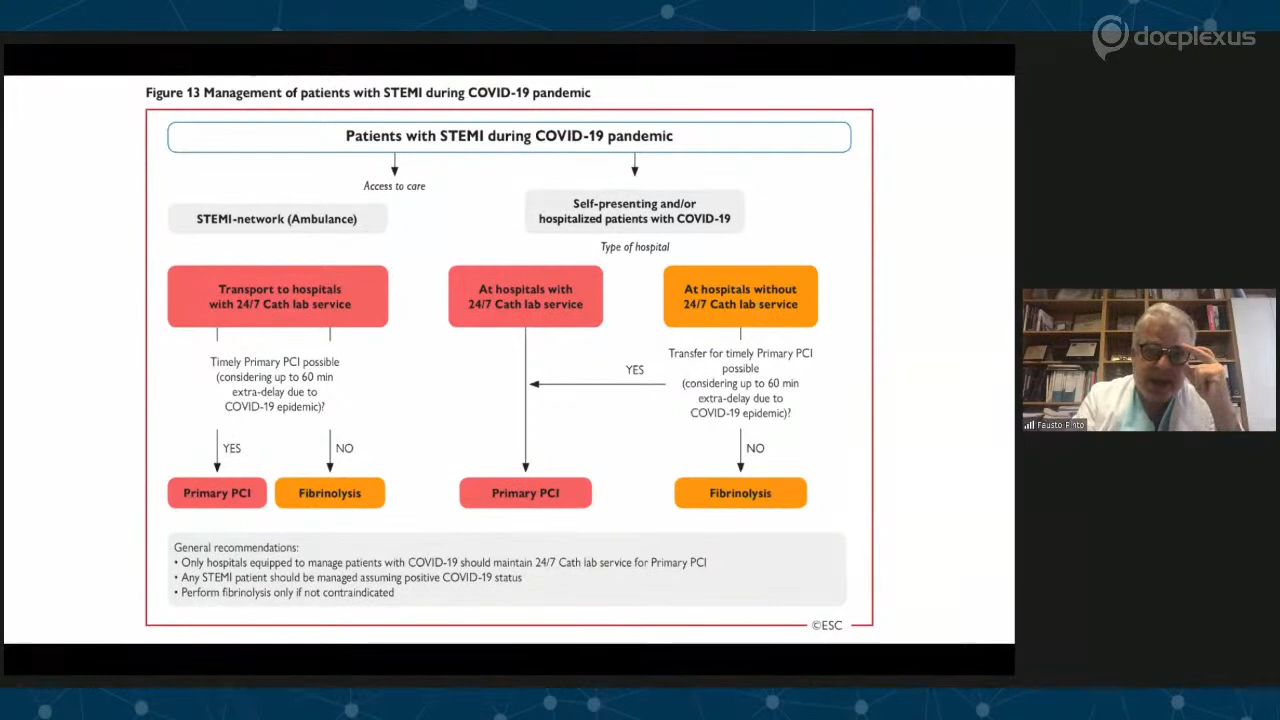 docplexus
Figure 13 Management of patients with STEMI during COVID-19 pandemic
Patients with STEMI during COVID-19 pandemic
Access to care
STEMI-network (Ambulance)
Self-presenting and/or
hospitalized patients with COVID-19
Type of hospital
Transport to hospitals
with 24/7 Cath lab service
At hospitals with
24/7 Cath lab service
At hospitals without
24/7 Cath lab service
Timely Primary PCI possible
(considering up to 60 min
extra-delay due to
COVID-19 epidemic)?
YES
Transfer for timely Primary PCI
possible
(considering up to 60 min
extra-delay due to
COVID-19 epidemic)?
YES
NO
NO
Primary PCI
Fibrinolysis
Primary PCI
Fibrinolysis
General recommendations:
• Only hospitals equipped to manage patients with COVID-19 should maintain 24/7 Cath lab service for Primary PCI
• Any STEMI patient should be managed assuming positive COVID-19 status
• Perform fibrinolysis only if not contraindicated
©ESC
Fausto Pinto